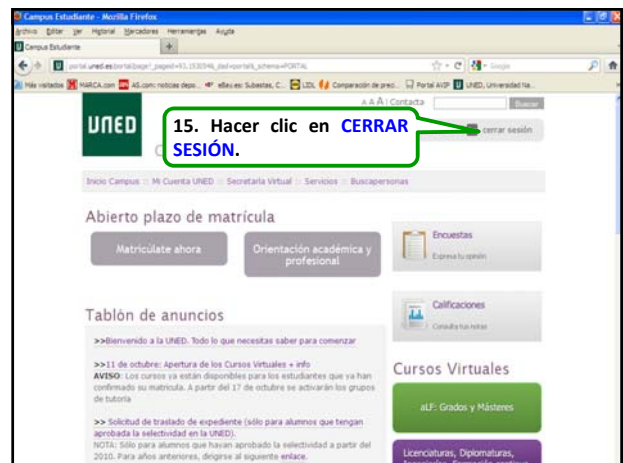 Campus Estudiante - Mozilla Firefox
Archivo Editar Ver Historial Marcadores Herramientas Ayuda
Campus Estudiante
Google
Más visitados MARCA.com AS.com: noticias depo... eBay.es: Subastas, C... LIDL Comparación de preci... Portal AVIP UNED, Universidad Na...
A A A | Contacta Buscar
UNED
cerrar sesión
15. Hacer clic en CERRAR
SESIÓN.
Inicio Campus :: Mi Cuenta UNED :: Secretaría Virtual :: Servicios :: Buscapersonas
Abierto plazo de matrícula
Matricúlate ahora
Orientación académica y
profesional
Encuestas
Expresa tu opinión
Calificaciones
Consulta tus notas
Tablón de anuncios
>>Bienvenido a la UNED. Todo lo que necesitas saber para comenzar
>>11 de octubre: Apertura de los Cursos Virtuales + info
AVISO: Los cursos ya están disponibles para los estudiantes que ya han
confirmado su matrícula. A partir del 17 de octubre se activarán los grupos
de tutoría
>> Solicitud de traslado de expediente (sólo para alumnos que tengan
aprobada la selectividad en la UNED).
NOTA: Sólo para alumnos que hayan aprobado la selectividad a partir del
2010. Para años anteriores, dirigirse al siguiente enlace.
Cursos Virtuales
aLF: Grados y Másteres
Licenciaturas, Diplomaturas,